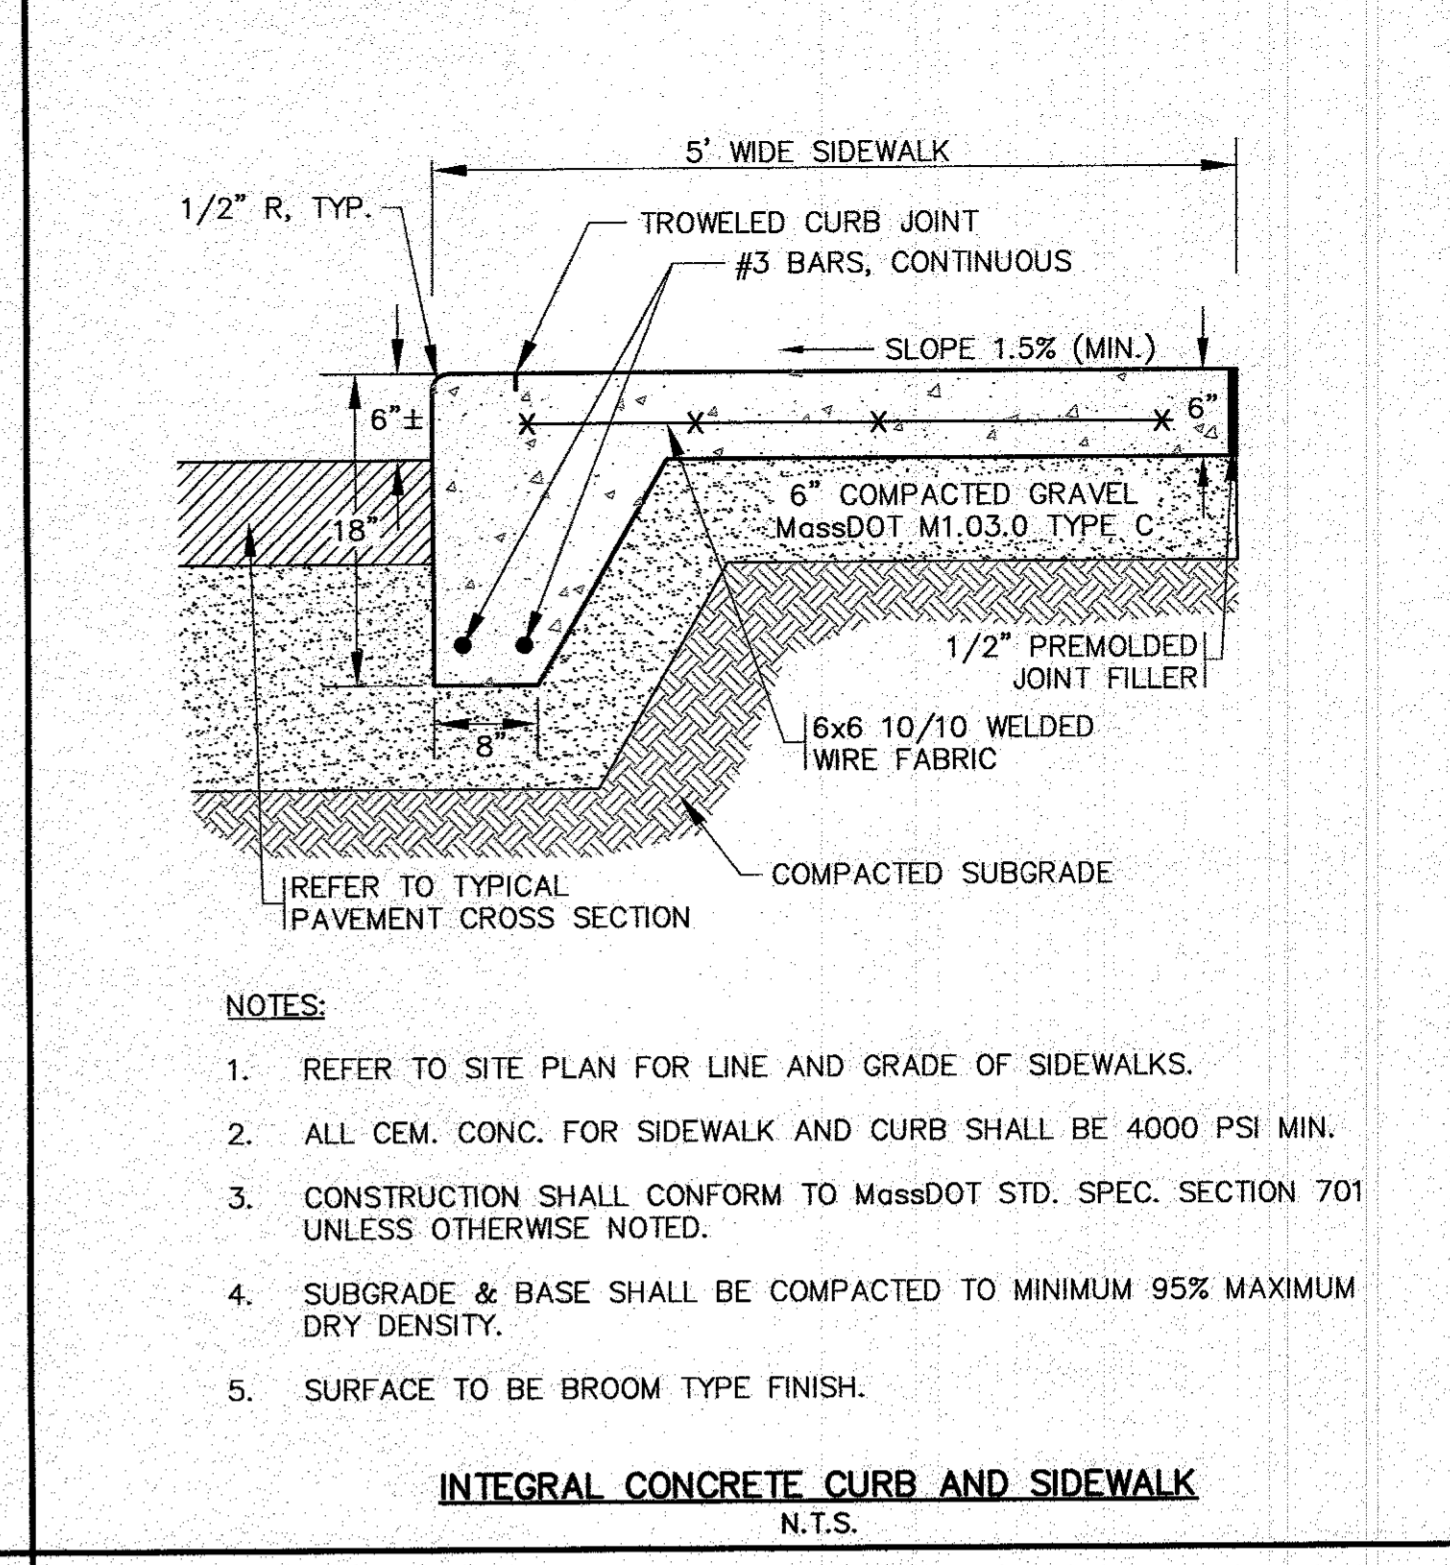 5' WIDE SIDEWALK
1/2" R, TYP.
TROWELED CURB JOINT
#3 BARS, CONTINUOUS
SLOPE 1.5% (MIN.)
6"±
6"
18"
6" COMPACTED GRAVEL
MassDOT M1.03.0 TYPE C
1/2" PREMOLDED
JOINT FILLER
8"
6x6 10/10 WELDED
WIRE FABRIC
COMPACTED SUBGRADE
REFER TO TYPICAL
PAVEMENT CROSS SECTION
NOTES:
1. REFER TO SITE PLAN FOR LINE AND GRADE OF SIDEWALKS.
2. ALL CEM. CONC. FOR SIDEWALK AND CURB SHALL BE 4000 PSI MIN.
3. CONSTRUCTION SHALL CONFORM TO MassDOT STD. SPEC. SECTION 701
UNLESS OTHERWISE NOTED.
4. SUBGRADE & BASE SHALL BE COMPACTED TO MINIMUM 95% MAXIMUM
DRY DENSITY.
5. SURFACE TO BE BROOM TYPE FINISH.
INTEGRAL CONCRETE CURB AND SIDEWALK
N.T.S.